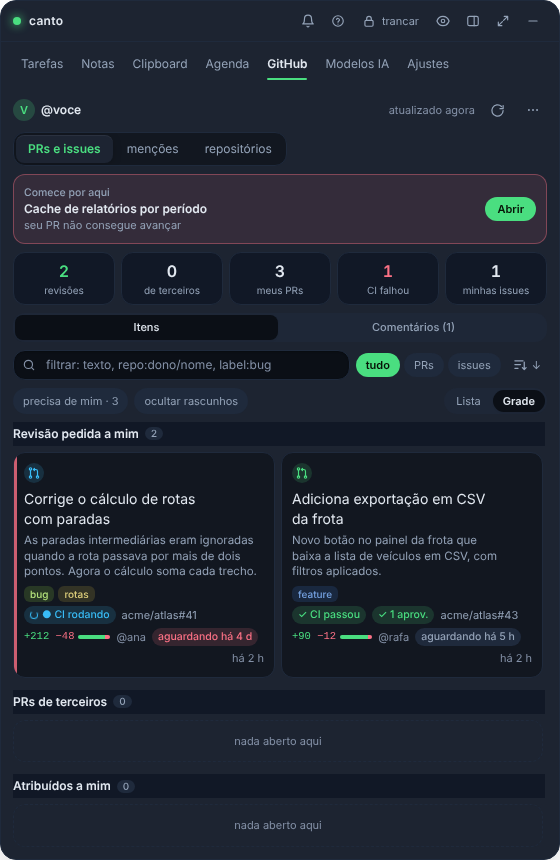 canto
trancar
Tarefas Notas Clipboard Agenda GitHub Modelos IA Ajustes
V @voce
atualizado agora
PRs e issues menções repositórios
Comece por aqui
Cache de relatórios por período
seu PR não consegue avançar
Abrir
2 0 3 1 1
revisões de terceiros meus PRs CI falhou minhas issues
Itens Comentários (1)
filtrar: texto, repo:dono/nome, label:bug
tudo PRs issues
precisa de mim · 3 ocultar rascunhos
Lista Grade
Revisão pedida a mim 2
Corrige o cálculo de rotas
com paradas
As paradas intermediárias eram ignoradas
quando a rota passava por mais de dois
pontos. Agora o cálculo soma cada trecho.
bug rotas
CI rodando acme/atlas#41
+212 −48 @ana aguardando há 4 d
há 2 h
Adiciona exportação em CSV
da frota
Novo botão no painel da frota que
baixa a lista de veículos em CSV, com
filtros aplicados.
feature
CI passou 1 aprov. acme/atlas#43
+90 −12 @rafa aguardando há 5 h
há 2 h
PRs de terceiros 0
nada aberto aqui
Atribuídos a mim 0
nada aberto aqui